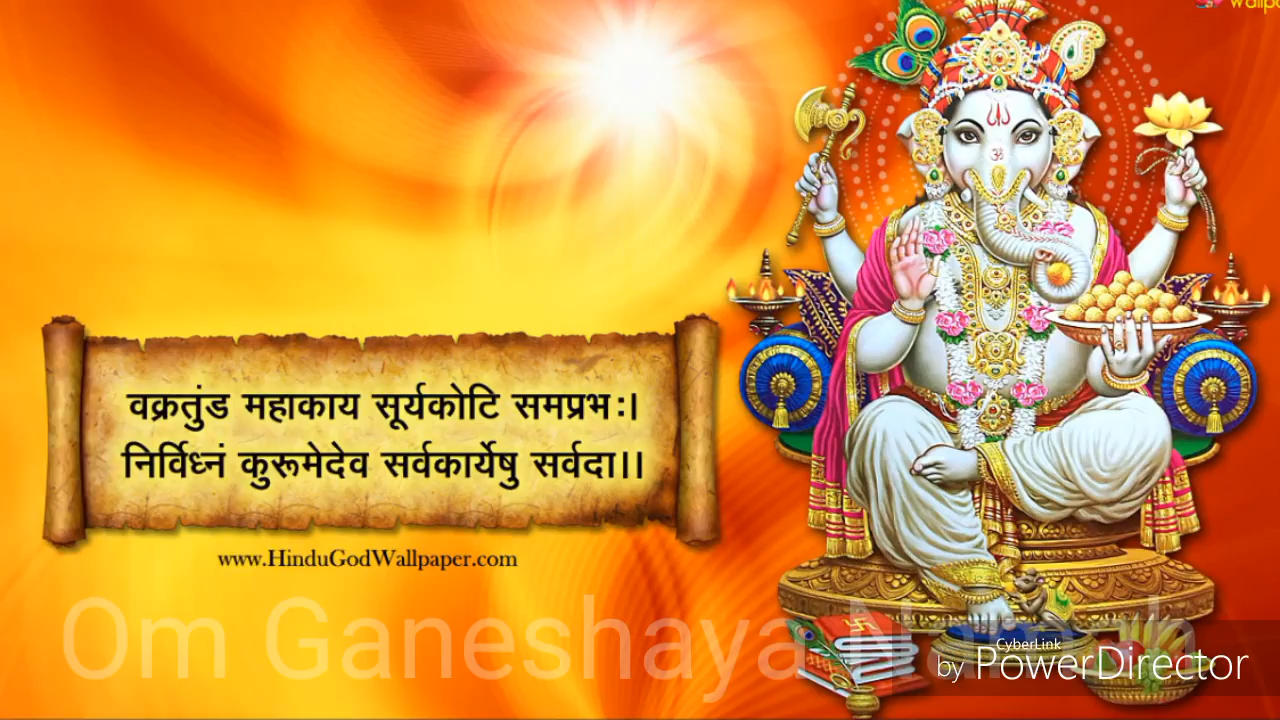 वक्रतुंड महाकाय सूर्यकोटि समप्रभः।
निर्विध्नं कुरूमेदेव सर्वकार्येषु सर्वदा।।
www.HinduGodWallpaper.com
Om Ganeshaya
CyberLink
by PowerDirector